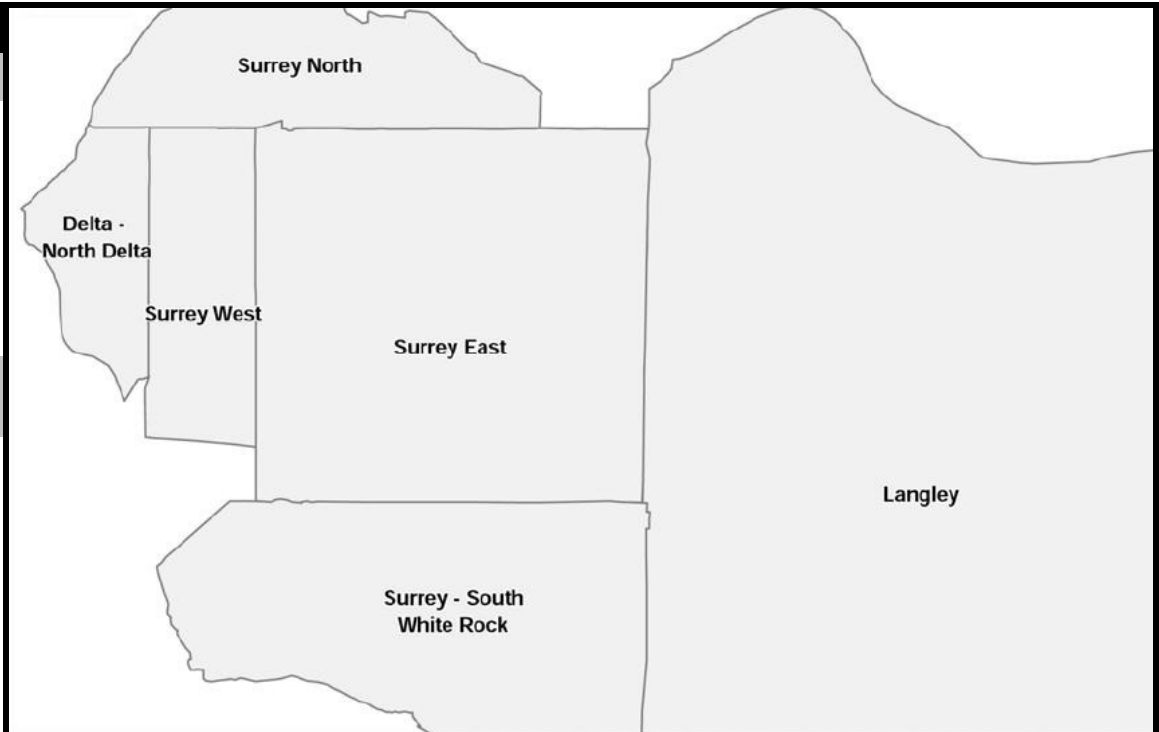 Surrey North
Delta -
North Delta
Surrey West
Surrey East
Langley
Surrey - South
White Rock